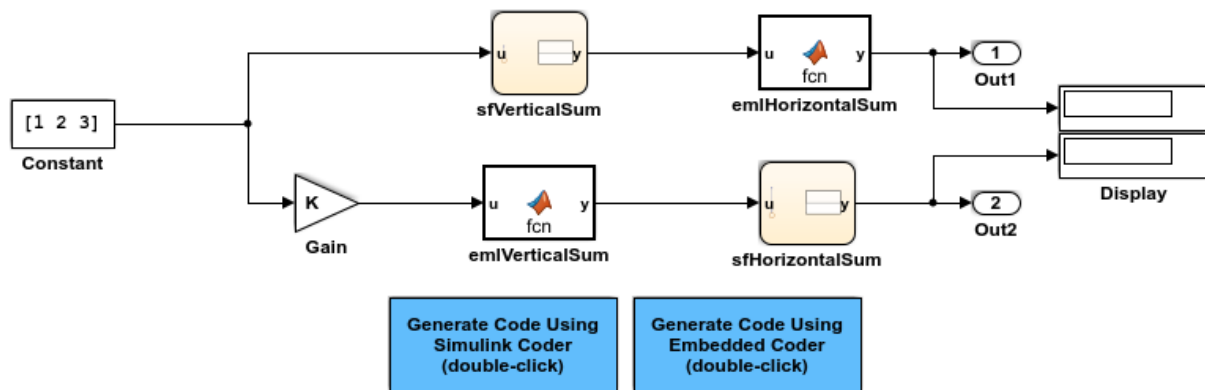 u
y
sfVerticalSum
u
y
fcn
emlHorizontalSum
1
Out1
[1 2 3]
Constant
K
Gain
u
y
fcn
emlVerticalSum
u
y
sfHorizontalSum
2
Out2
Display
Generate Code Using
Simulink Coder
(double-click)
Generate Code Using
Embedded Coder
(double-click)